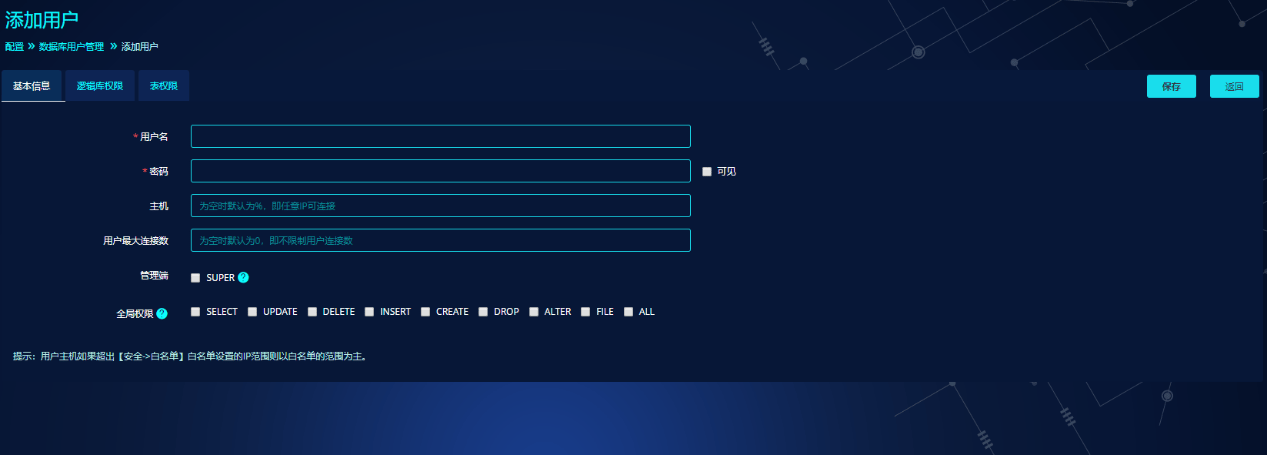 添加用户
配置 » 数据库用户管理 » 添加用户
基本信息 逻辑库权限 表权限 保存 返回
* 用户名
* 密码 可见
主机 为空时默认为%，即任意IP可连接
用户最大连接数 为空时默认为0，即不限制用户连接数
管理端 SUPER ?
全局权限 ? SELECT UPDATE DELETE INSERT CREATE DROP ALTER FILE ALL
提示：用户主机如果超出【安全->白名单】白名单设置的IP范围则以白名单的范围为主。